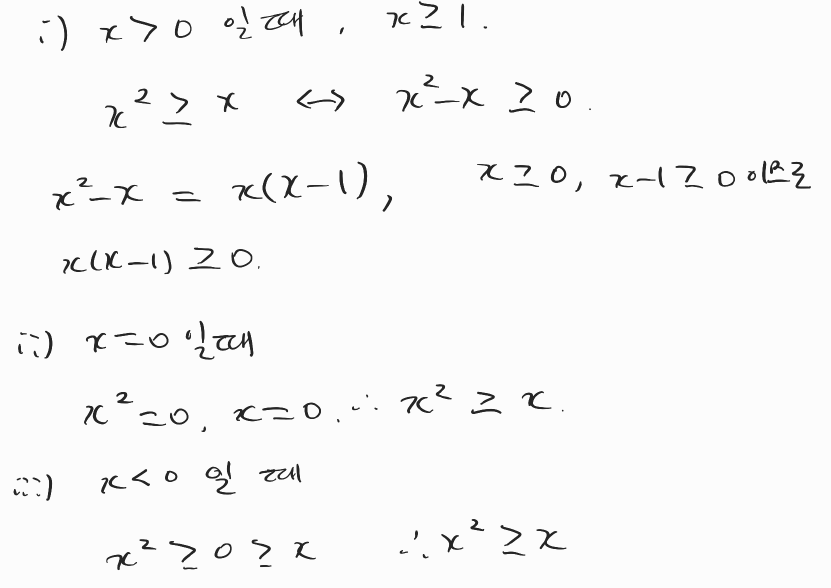 i) x > 0 일때, x ≥ 1.
x² ≥ x ↔ x²-x ≥ 0.
x²-x = x(x-1), x ≥ 0, x-1 ≥ 0 이므로
x(x-1) ≥ 0.
ii) x=0 일때
x²=0, x=0. ∴ x² ≥ x.
iii) x<0 일 때
x² ≥ 0 ≥ x ∴ x² ≥ x